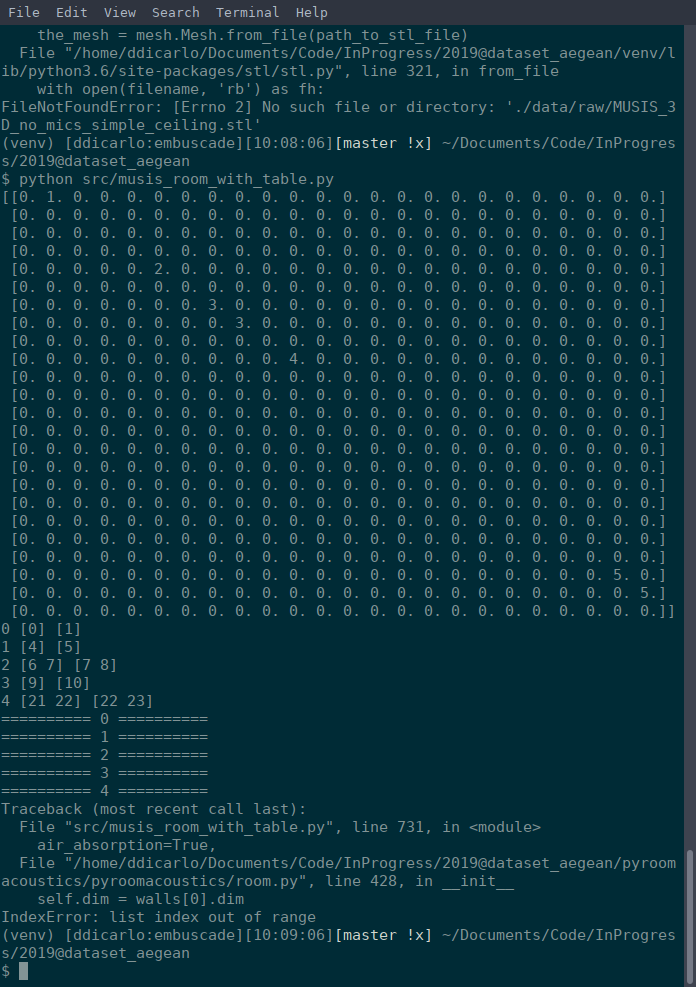 File Edit View Search Terminal Help
    the_mesh = mesh.Mesh.from_file(path_to_stl_file)
  File "/home/ddicarlo/Documents/Code/InProgress/2019@dataset_aegean/venv/l
ib/python3.6/site-packages/stl/stl.py", line 321, in from_file
    with open(filename, 'rb') as fh:
FileNotFoundError: [Errno 2] No such file or directory: './data/raw/MUSIS_3
D_no_mics_simple_ceiling.stl'
(venv) [ddicarlo:embuscade][10:08:06][master !x] ~/Documents/Code/InProgres
s/2019@dataset_aegean
$ python src/musis_room_with_table.py
[[0. 1. 0. 0. 0. 0. 0. 0. 0. 0. 0. 0. 0. 0. 0. 0. 0. 0. 0. 0. 0. 0. 0. 0.]
 [0. 0. 0. 0. 0. 0. 0. 0. 0. 0. 0. 0. 0. 0. 0. 0. 0. 0. 0. 0. 0. 0. 0. 0.]
 [0. 0. 0. 0. 0. 0. 0. 0. 0. 0. 0. 0. 0. 0. 0. 0. 0. 0. 0. 0. 0. 0. 0. 0.]
 [0. 0. 0. 0. 0. 0. 0. 0. 0. 0. 0. 0. 0. 0. 0. 0. 0. 0. 0. 0. 0. 0. 0. 0.]
 [0. 0. 0. 0. 0. 2. 0. 0. 0. 0. 0. 0. 0. 0. 0. 0. 0. 0. 0. 0. 0. 0. 0. 0.]
 [0. 0. 0. 0. 0. 0. 0. 0. 0. 0. 0. 0. 0. 0. 0. 0. 0. 0. 0. 0. 0. 0. 0. 0.]
 [0. 0. 0. 0. 0. 0. 0. 3. 0. 0. 0. 0. 0. 0. 0. 0. 0. 0. 0. 0. 0. 0. 0. 0.]
 [0. 0. 0. 0. 0. 0. 0. 0. 3. 0. 0. 0. 0. 0. 0. 0. 0. 0. 0. 0. 0. 0. 0. 0.]
 [0. 0. 0. 0. 0. 0. 0. 0. 0. 0. 0. 0. 0. 0. 0. 0. 0. 0. 0. 0. 0. 0. 0. 0.]
 [0. 0. 0. 0. 0. 0. 0. 0. 0. 0. 4. 0. 0. 0. 0. 0. 0. 0. 0. 0. 0. 0. 0. 0.]
 [0. 0. 0. 0. 0. 0. 0. 0. 0. 0. 0. 0. 0. 0. 0. 0. 0. 0. 0. 0. 0. 0. 0. 0.]
 [0. 0. 0. 0. 0. 0. 0. 0. 0. 0. 0. 0. 0. 0. 0. 0. 0. 0. 0. 0. 0. 0. 0. 0.]
 [0. 0. 0. 0. 0. 0. 0. 0. 0. 0. 0. 0. 0. 0. 0. 0. 0. 0. 0. 0. 0. 0. 0. 0.]
 [0. 0. 0. 0. 0. 0. 0. 0. 0. 0. 0. 0. 0. 0. 0. 0. 0. 0. 0. 0. 0. 0. 0. 0.]
 [0. 0. 0. 0. 0. 0. 0. 0. 0. 0. 0. 0. 0. 0. 0. 0. 0. 0. 0. 0. 0. 0. 0. 0.]
 [0. 0. 0. 0. 0. 0. 0. 0. 0. 0. 0. 0. 0. 0. 0. 0. 0. 0. 0. 0. 0. 0. 0. 0.]
 [0. 0. 0. 0. 0. 0. 0. 0. 0. 0. 0. 0. 0. 0. 0. 0. 0. 0. 0. 0. 0. 0. 0. 0.]
 [0. 0. 0. 0. 0. 0. 0. 0. 0. 0. 0. 0. 0. 0. 0. 0. 0. 0. 0. 0. 0. 0. 0. 0.]
 [0. 0. 0. 0. 0. 0. 0. 0. 0. 0. 0. 0. 0. 0. 0. 0. 0. 0. 0. 0. 0. 0. 0. 0.]
 [0. 0. 0. 0. 0. 0. 0. 0. 0. 0. 0. 0. 0. 0. 0. 0. 0. 0. 0. 0. 0. 0. 0. 0.]
 [0. 0. 0. 0. 0. 0. 0. 0. 0. 0. 0. 0. 0. 0. 0. 0. 0. 0. 0. 0. 0. 0. 0. 0.]
 [0. 0. 0. 0. 0. 0. 0. 0. 0. 0. 0. 0. 0. 0. 0. 0. 0. 0. 0. 0. 0. 0. 5. 0.]
 [0. 0. 0. 0. 0. 0. 0. 0. 0. 0. 0. 0. 0. 0. 0. 0. 0. 0. 0. 0. 0. 0. 0. 5.]
 [0. 0. 0. 0. 0. 0. 0. 0. 0. 0. 0. 0. 0. 0. 0. 0. 0. 0. 0. 0. 0. 0. 0. 0.]]
0 [0] [1]
1 [4] [5]
2 [6 7] [7 8]
3 [9] [10]
4 [21 22] [22 23]
========== 0 ==========
========== 1 ==========
========== 2 ==========
========== 3 ==========
========== 4 ==========
Traceback (most recent call last):
  File "src/musis_room_with_table.py", line 731, in <module>
    air_absorption=True,
  File "/home/ddicarlo/Documents/Code/InProgress/2019@dataset_aegean/pyroom
acoustics/pyroomacoustics/room.py", line 428, in __init__
    self.dim = walls[0].dim
IndexError: list index out of range
(venv) [ddicarlo:embuscade][10:09:06][master !x] ~/Documents/Code/InProgres
s/2019@dataset_aegean
$